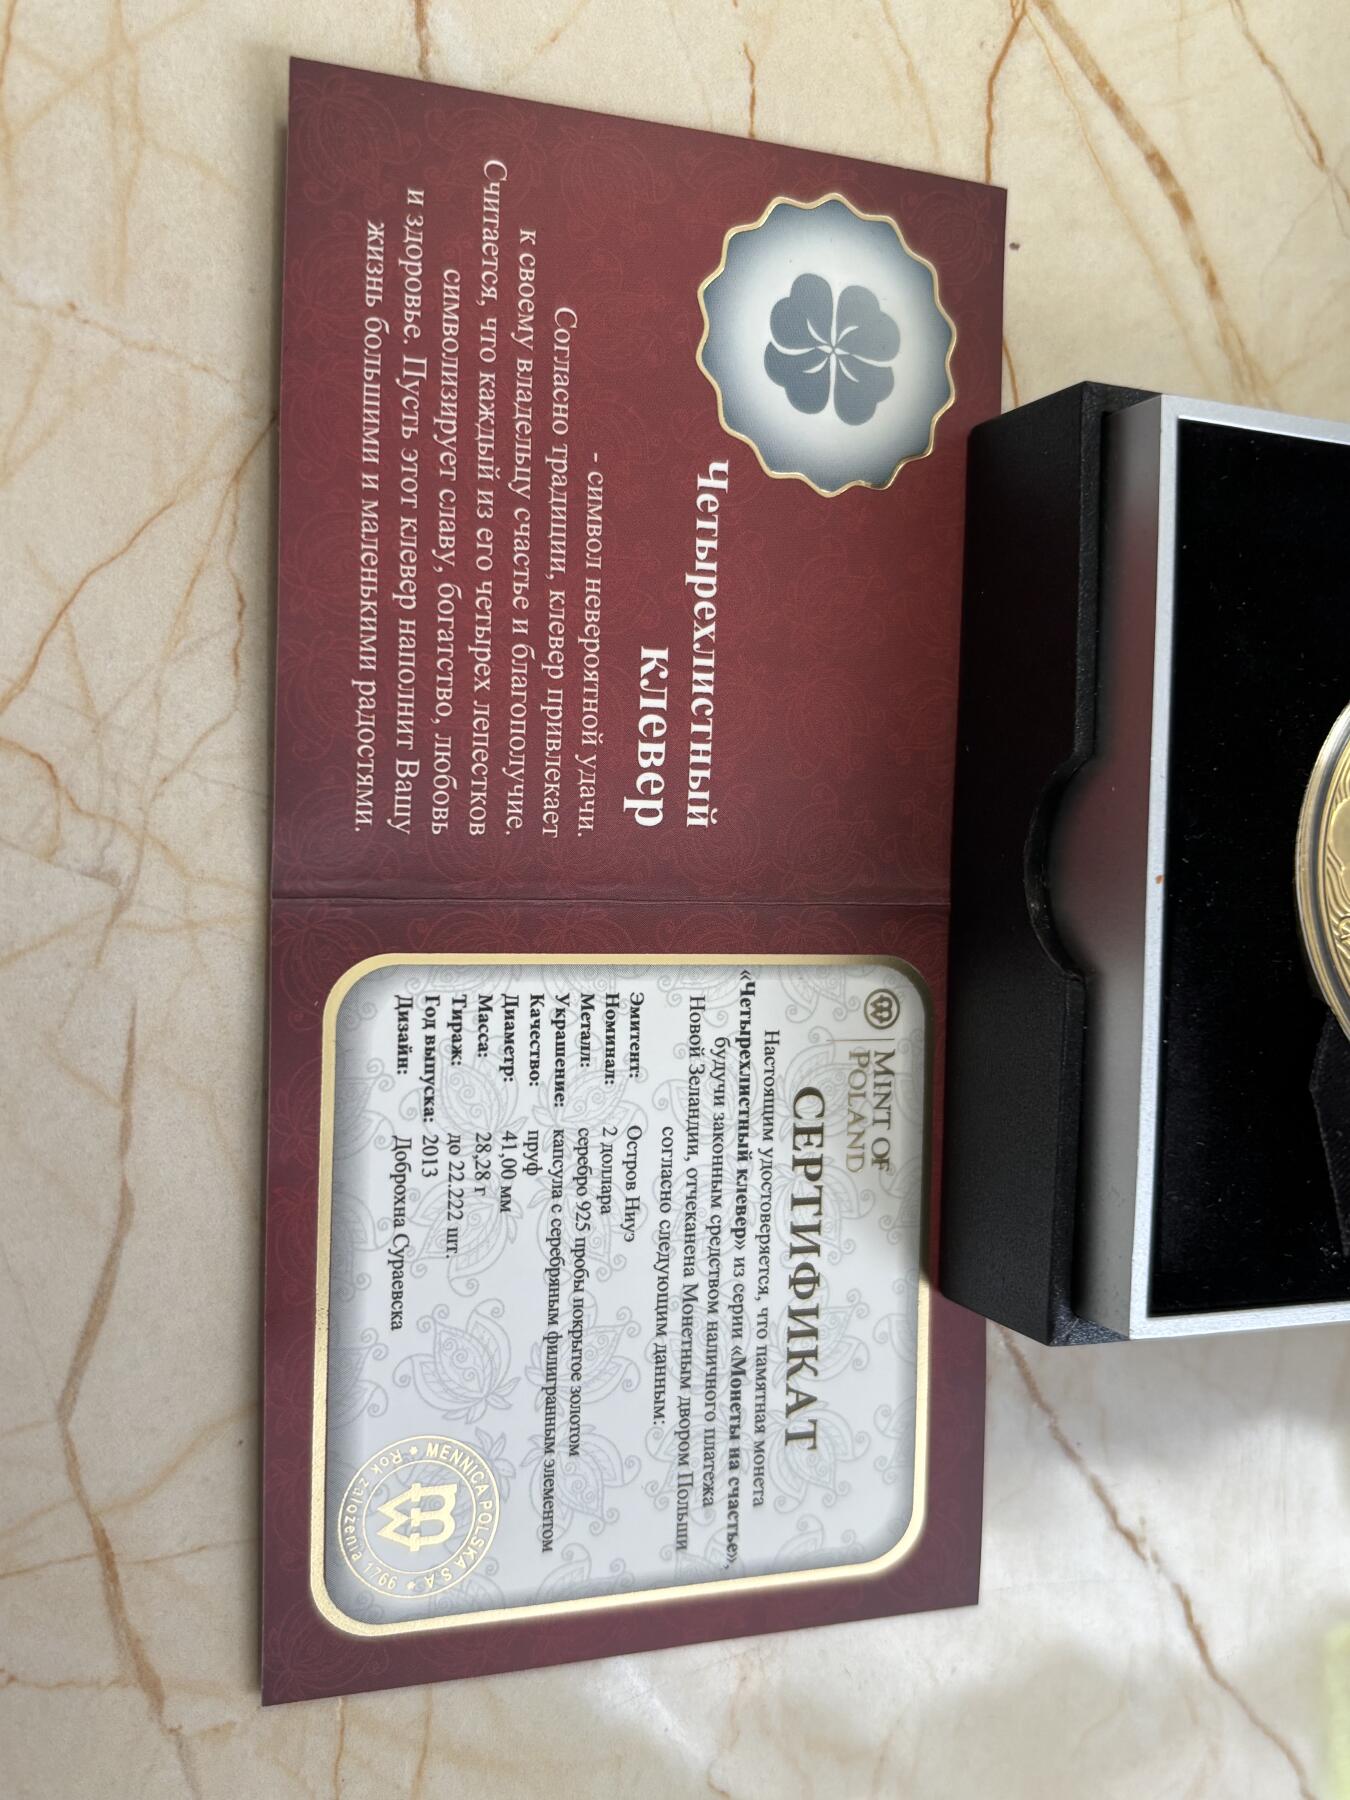 Четырехлистный
клевер
- символ невероятной удачи.
Согласно традиции, клевер привлекает
к своему владельцу счастье и благополучие.
Считается, что каждый из его четырех лепестков
символизирует славу, богатство, любовь
и здоровье. Пусть этот клевер наполнит Вашу
жизнь большими и маленькими радостями.
MINT OF
POLAND
СЕРТИФИКАТ
Настоящим удостоверяется, что памятная монета
«Четырехлистный клевер» из серии «Монеты на счастье»,
будучи законным средством наличного платежа
Новой Зеландии, отчеканена Монетным двором Польши
согласно следующим данным:
Эмитент: Остров Ниуэ
Номинал: 2 доллара
Металл: серебро 925 пробы покрытое золотом
Украшение: капсула с серебряным филигранным элементом
Качество: пруф
Диаметр: 41,00 мм
Масса: 28,28 г
Тираж: до 22.222 шт.
Год выпуска: 2013
Дизайн: Доброхна Сураевска
MENNICA POLSKA S.A.
Rok założenia 1766